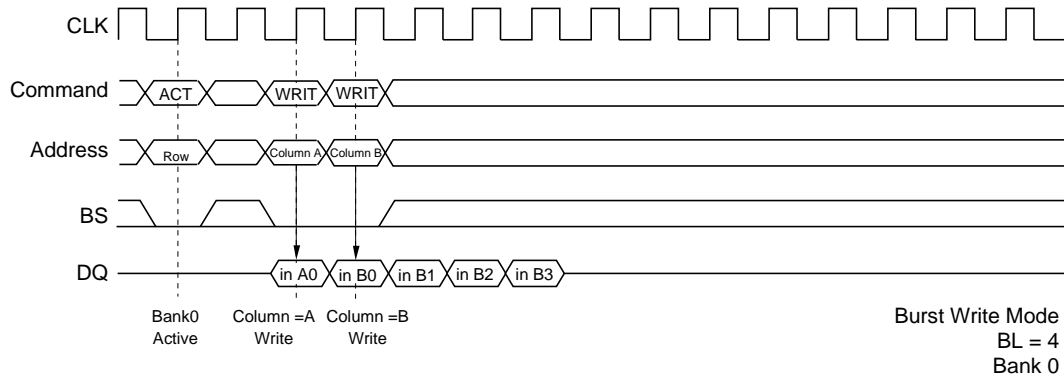 CLK
Command ACT WRIT WRIT
Address Row Column A Column B
BS
DQ in A0 in B0 in B1 in B2 in B3
Bank0 Column =A Column =B
Active Write Write
Burst Write Mode
BL = 4
Bank 0